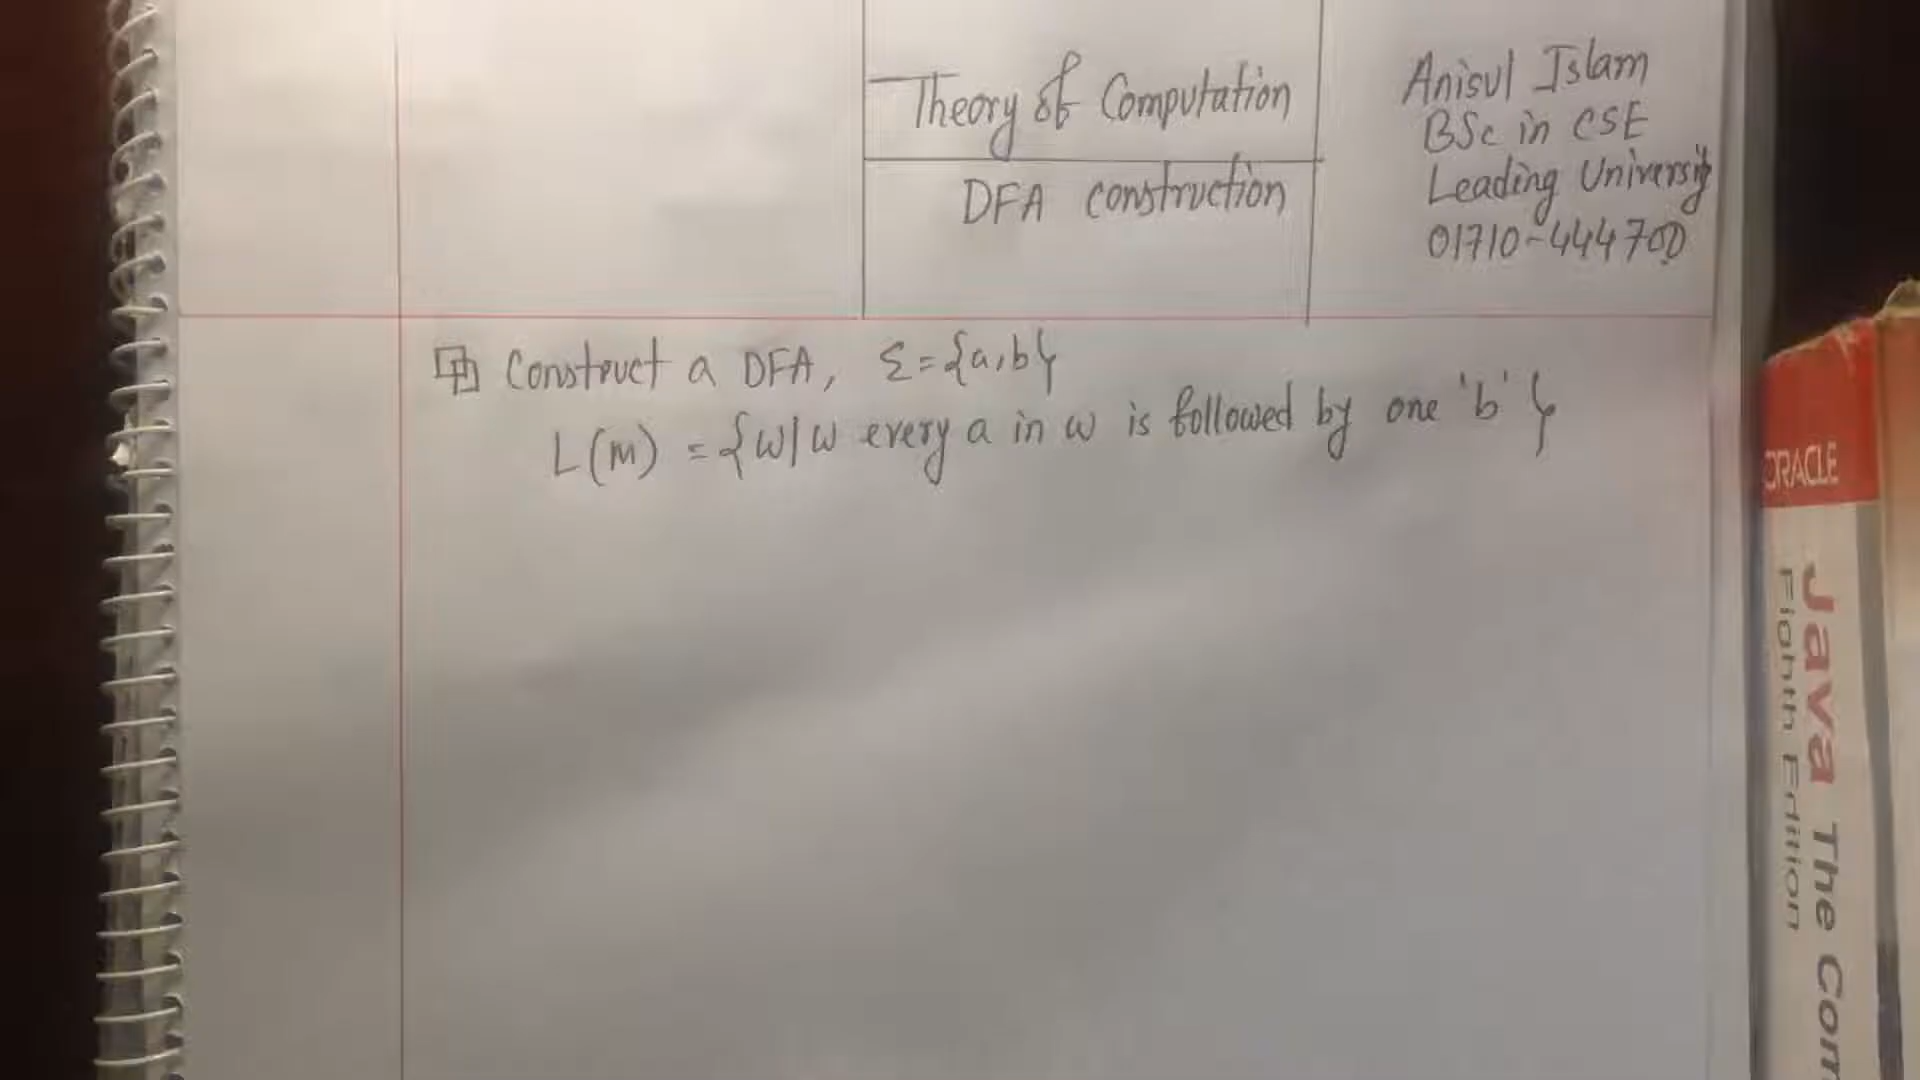 Theory of Computation
DFA construction
Anisul Islam
BSc in CSE
Leading University
01710-444700
Construct a DFA, Σ = {a,b}
L(m) = {w|w every a in w is followed by one 'b'}
ORACLE
Java The Com
Eighth Edition